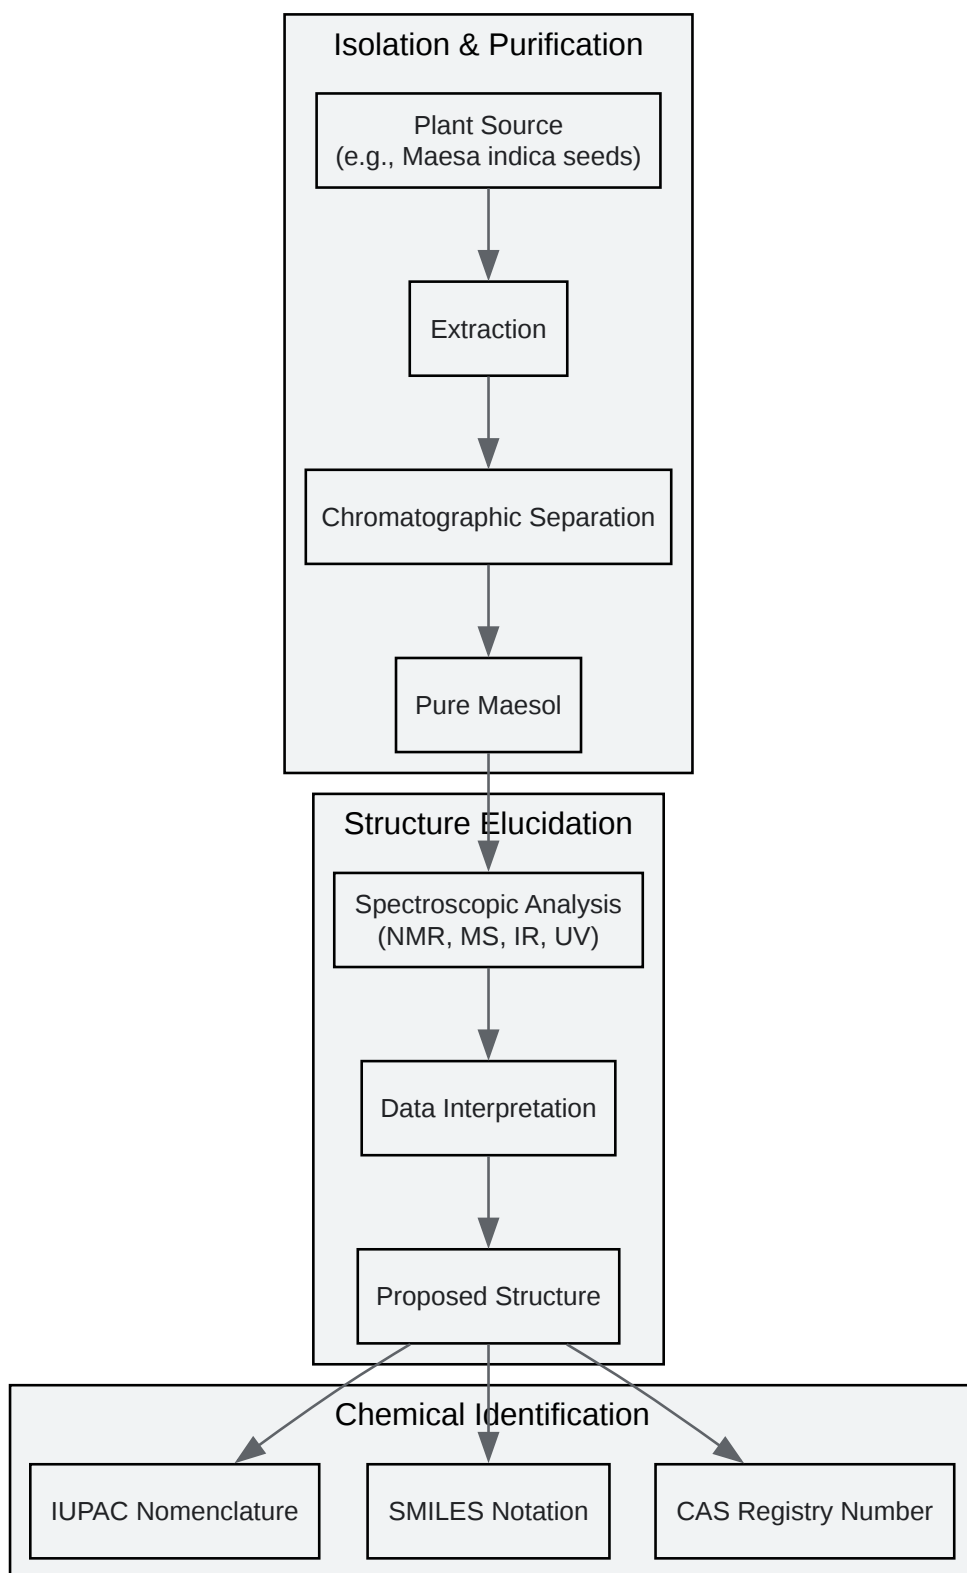 Isolation & Purification
Plant Source
(e.g., Maesa indica seeds)
Extraction
Chromatographic Separation
Pure Maesol
Structure Elucidation
Spectroscopic Analysis
(NMR, MS, IR, UV)
Data Interpretation
Proposed Structure
Chemical Identification
IUPAC Nomenclature
SMILES Notation
CAS Registry Number